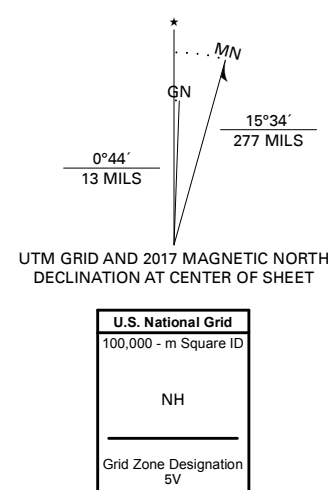 ★
MN
GN
15°34´
277 MILS
0°44´
13 MILS
UTM GRID AND 2017 MAGNETIC NORTH
DECLINATION AT CENTER OF SHEET
U.S. National Grid
100,000 - m Square ID
NH
Grid Zone Designation
5V